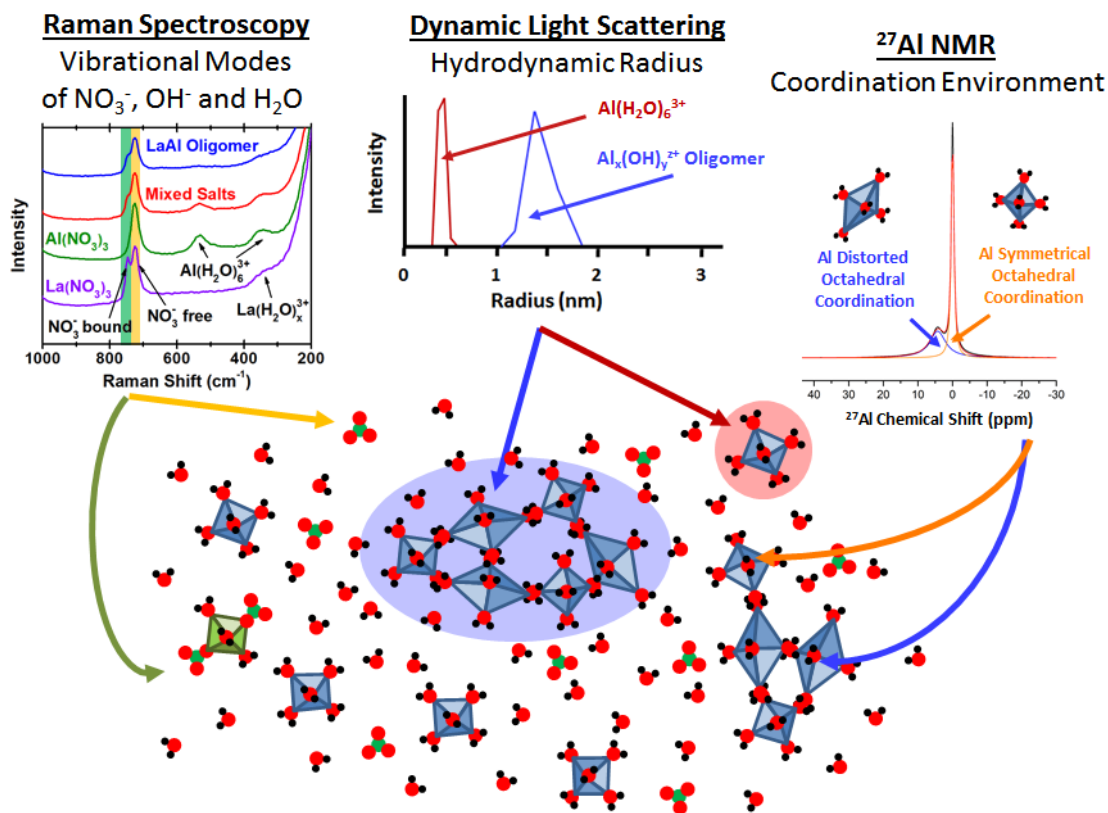 Raman Spectroscopy
Vibrational Modes
of NO₃⁻, OH⁻ and H₂O
LaAl Oligomer
Mixed Salts
Al(NO₃)₃
Al(H₂O)₆³⁺
La(NO₃)₃
La(H₂O)ₓ³⁺
NO₃⁻ bound
NO₃⁻ free
Intensity
1000 800 600 400 200
Raman Shift (cm⁻¹)
Dynamic Light Scattering
Hydrodynamic Radius
Al(H₂O)₆³⁺
Alₓ(OH)ᵧᶻ⁺ Oligomer
Intensity
0 1 2 3
Radius (nm)
²⁷Al NMR
Coordination Environment
Al Distorted
Octahedral
Coordination
Al Symmetrical
Octahedral
Coordination
40 30 20 10 0 -10 -20 -30
²⁷Al Chemical Shift (ppm)